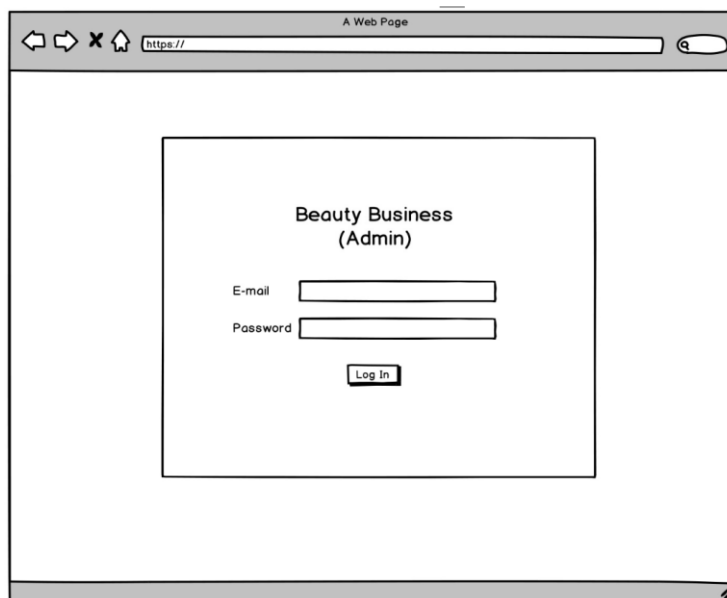 A Web Page
https://
Beauty Business
(Admin)
E-mail
Password
Log In